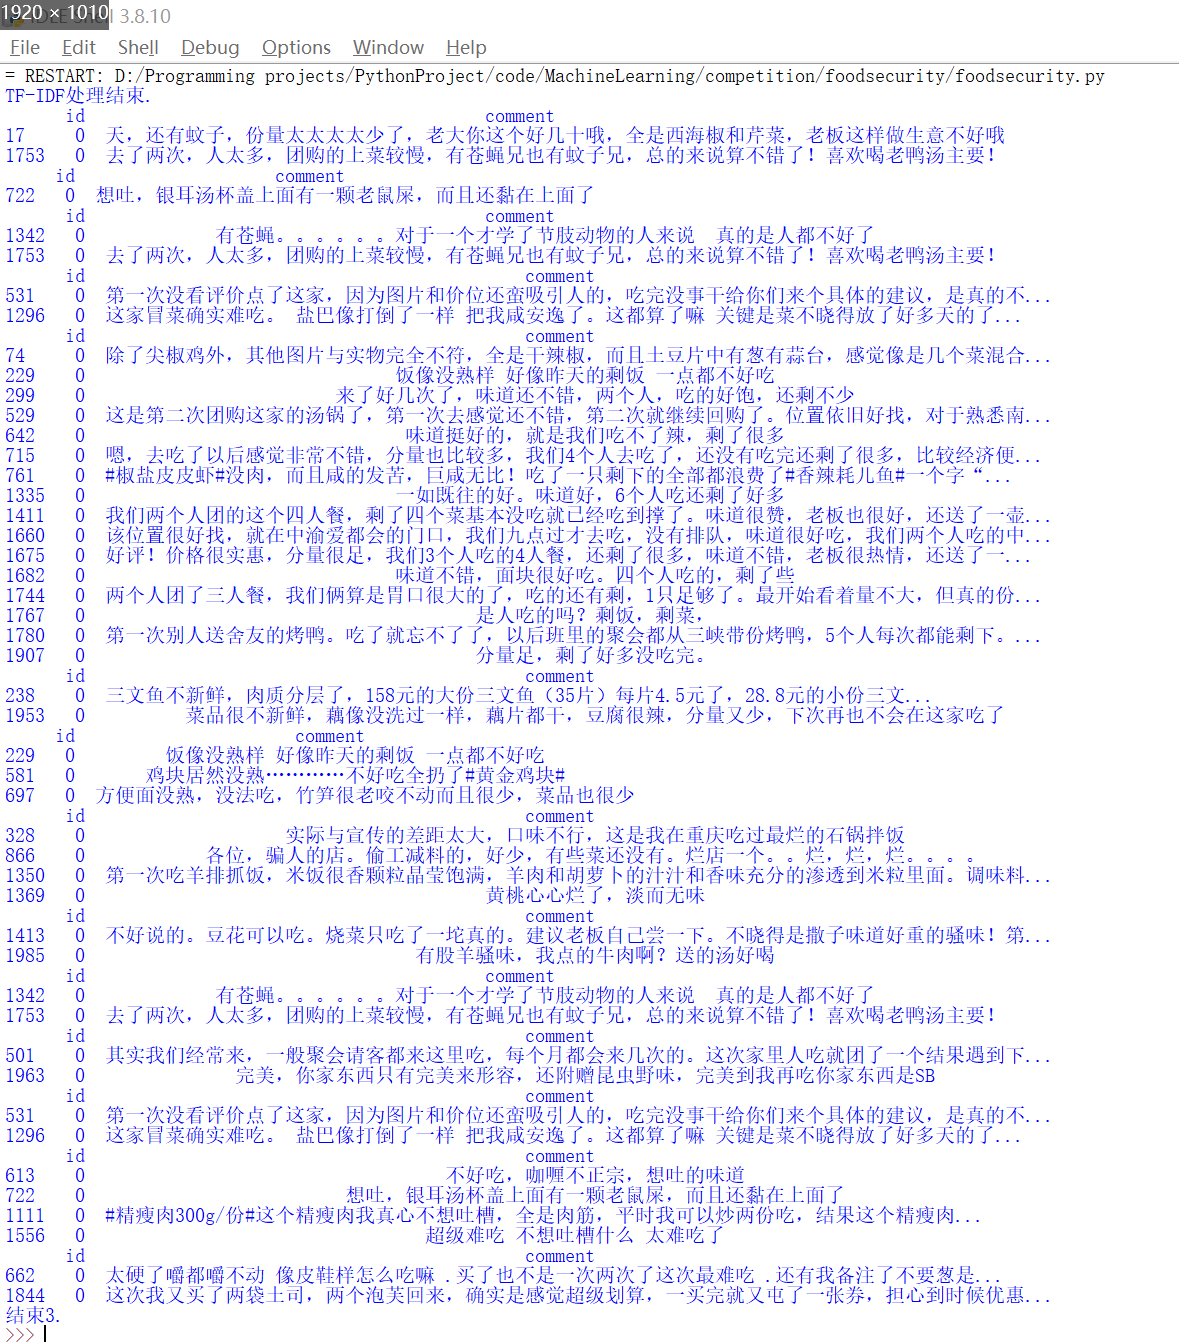 1920 × 1010
Shell 3.8.10
File Edit Shell Debug Options Window Help
= RESTART: D:/Programming projects/PythonProject/code/MachineLearning/competition/foodsecurity/foodsecurity.py
TF-IDF处理结束.
id comment
17 0 天，还有蚊子，份量太太太太少了，老大你这个好几十哦，全是西海椒和芹菜，老板这样做生意不好哦
1753 0 去了两次，人太多，团购的上菜较慢，有苍蝇兄也有蚊子兄，总的来说算不错了！喜欢喝老鸭汤主要！
id comment
722 0 想吐，银耳汤杯盖上面有一颗老鼠屎，而且还黏在上面了
id comment
1342 0 有苍蝇。。。。。。对于一个才学了节肢动物的人来说 真的是人都不好了
1753 0 去了两次，人太多，团购的上菜较慢，有苍蝇兄也有蚊子兄，总的来说算不错了！喜欢喝老鸭汤主要！
id comment
531 0 第一次没看评价点了这家，因为图片和价位还蛮吸引人的，吃完没事干给你们来个具体的建议，是真的不...
1296 0 这家冒菜确实难吃。 盐巴像打倒了一样 把我咸安逸了。这都算了嘛 关键是菜不晓得放了好多天的了...
id comment
74 0 除了尖椒鸡外，其他图片与实物完全不符，全是干辣椒，而且土豆片中有葱有蒜台，感觉像是几个菜混合...
229 0 饭像没熟样 好像昨天的剩饭 一点都不好吃
299 0 来了好几次了，味道还不错，两个人，吃的好饱，还剩不少
529 0 这是第二次团购这家的汤锅了，第一次去感觉还不错，第二次就继续回购了。位置依旧好找，对于熟悉南...
642 0 味道挺好的，就是我们吃不了辣，剩了很多
715 0 嗯，去吃了以后感觉非常不错，分量也比较多，我们4个人去吃了，还没有吃完还剩了很多，比较经济便...
761 0 #椒盐皮皮虾#没肉，而且咸的发苦，巨咸无比！吃了一只剩下的全部都浪费了#香辣耗儿鱼#一个字“...
1335 0 一如既往的好。味道好，6个人吃还剩了好多
1411 0 我们两个人团的这个四人餐，剩了四个菜基本没吃就已经吃到撑了。味道很赞，老板也很好，还送了一壶...
1660 0 该位置很好找，就在中渝爱都会的门口，我们九点过才去吃，没有排队，味道很好吃，我们两个人吃的中...
1675 0 好评！价格很实惠，分量很足，我们3个人吃的4人餐，还剩了很多，味道不错，老板很热情，还送了一...
1682 0 味道不错，面块很好吃。四个人吃的，剩了些
1744 0 两个人团了三人餐，我们俩算是胃口很大的了，吃的还有剩，1只足够了。最开始看着量不大，但真的份...
1767 0 是人吃的吗？剩饭，剩菜，
1780 0 第一次别人送舍友的烤鸭。吃了就忘不了了，以后班里的聚会都从三峡带份烤鸭，5个人每次都能剩下。...
1907 0 分量足，剩了好多没吃完。
id comment
238 0 三文鱼不新鲜，肉质分层了，158元的大份三文鱼（35片）每片4.5元了，28.8元的小份三文...
1953 0 菜品很不新鲜，藕像没洗过一样，藕片都干，豆腐很辣，分量又少，下次再也不会在这家吃了
id comment
229 0 饭像没熟样 好像昨天的剩饭 一点都不好吃
581 0 鸡块居然没熟…………不好吃全扔了#黄金鸡块#
697 0 方便面没熟，没法吃，竹笋很老咬不动而且很少，菜品也很少
id comment
328 0 实际与宣传的差距太大，口味不行，这是我在重庆吃过最烂的石锅拌饭
866 0 各位，骗人的店。偷工减料的，好少，有些菜还没有。烂店一个。。烂，烂，烂。。。。
1350 0 第一次吃羊排抓饭，米饭很香颗粒晶莹饱满，羊肉和胡萝卜的汁汁和香味充分的渗透到米粒里面。调味料...
1369 0 黄桃心心烂了，淡而无味
id comment
1413 0 不好说的。豆花可以吃。烧菜只吃了一坨真的。建议老板自己尝一下。不晓得是撒子味道好重的骚味！第...
1985 0 有股羊骚味，我点的牛肉啊？送的汤好喝
id comment
1342 0 有苍蝇。。。。。。对于一个才学了节肢动物的人来说 真的是人都不好了
1753 0 去了两次，人太多，团购的上菜较慢，有苍蝇兄也有蚊子兄，总的来说算不错了！喜欢喝老鸭汤主要！
id comment
501 0 其实我们经常来，一般聚会请客都来这里吃，每个月都会来几次的。这次家里人吃就团了一个结果遇到下...
1963 0 完美，你家东西只有完美来形容，还附赠昆虫野味，完美到我再吃你家东西是SB
id comment
531 0 第一次没看评价点了这家，因为图片和价位还蛮吸引人的，吃完没事干给你们来个具体的建议，是真的不...
1296 0 这家冒菜确实难吃。 盐巴像打倒了一样 把我咸安逸了。这都算了嘛 关键是菜不晓得放了好多天的了...
id comment
613 0 不好吃，咖喱不正宗，想吐的味道
722 0 想吐，银耳汤杯盖上面有一颗老鼠屎，而且还黏在上面了
1111 0 #精瘦肉300g/份#这个精瘦肉我真心不想吐槽，全是肉筋，平时我可以炒两份吃，结果这个精瘦肉...
1556 0 超级难吃 不想吐槽什么 太难吃了
id comment
662 0 太硬了嚼都嚼不动 像皮鞋样怎么吃嘛 .买了也不是一次两次了这次最难吃 .还有我备注了不要葱是...
1844 0 这次我又买了两袋土司，两个泡芙回来，确实是感觉超级划算，一买完就又屯了一张券，担心到时候优惠...
结束3.
>>>